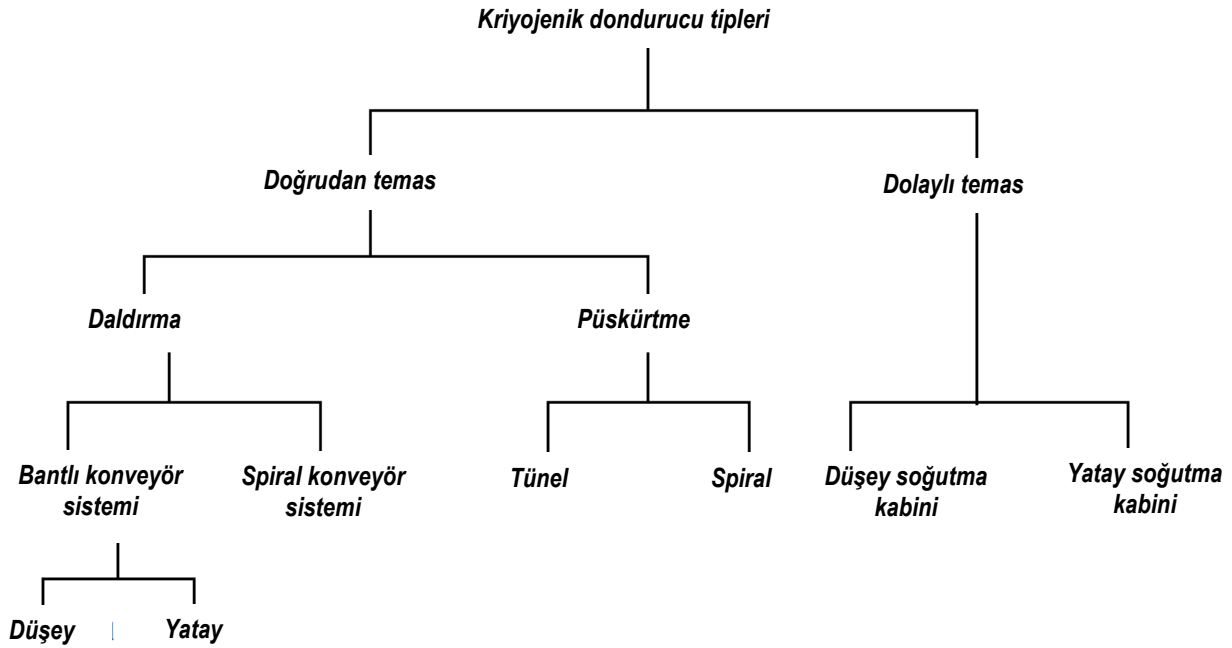 Kriyojenik dondurucu tipleri
Doğrudan temas
Dolaylı temas
Daldırma
Püskürtme
Bantlı konveyör
sistemi
Spiral konveyör
sistemi
Tünel
Spiral
Düşey soğutma
kabini
Yatay soğutma
kabini
Düşey
Yatay